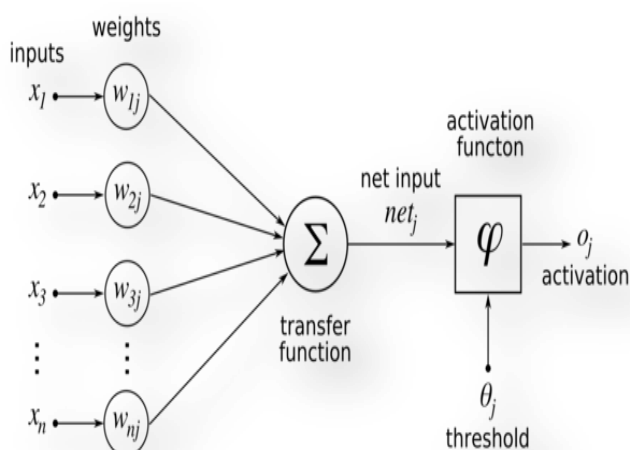 weights
inputs
x1
w1j
x2
w2j
x3
w3j
xn
wnj
Σ
transfer
function
net input
netj
activation
functon
φ
oj
activation
θj
threshold